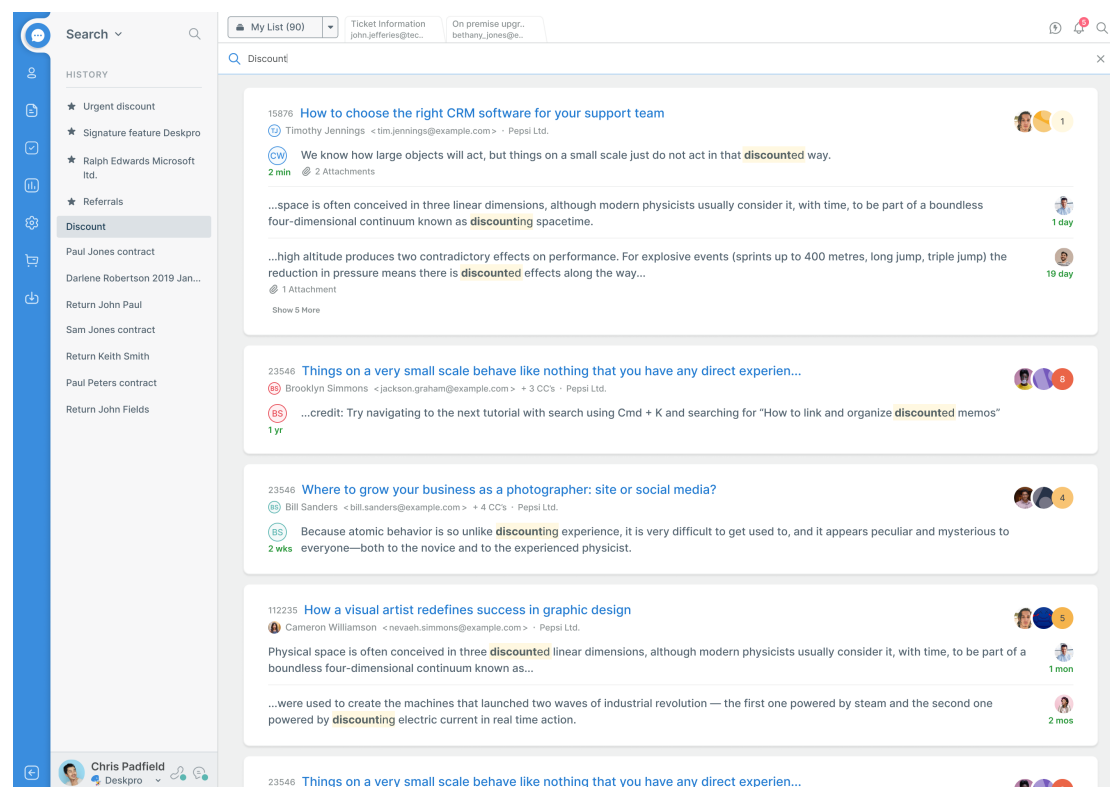 Search
HISTORY
Urgent discount
Signature feature Deskpro
Ralph Edwards Microsoft
ltd.
Referrals
Discount
Paul Jones contract
Darlene Robertson 2019 Jan...
Return John Paul
Sam Jones contract
Return Keith Smith
Paul Peters contract
Return John Fields
Chris Padfield
Deskpro
My List (90)
Ticket Information
john.jefferies@tec..
On premise upgr..
bethany_jones@e..
5
Discount
15876 How to choose the right CRM software for your support team
TJ Timothy Jennings <tim.jennings@example.com> · Pepsi Ltd.
1
CW We know how large objects will act, but things on a small scale just do not act in that discounted way.
2 min 2 Attachments
...space is often conceived in three linear dimensions, although modern physicists usually consider it, with time, to be part of a boundless
four-dimensional continuum known as discounting spacetime.
1 day
...high altitude produces two contradictory effects on performance. For explosive events (sprints up to 400 metres, long jump, triple jump) the
reduction in pressure means there is discounted effects along the way...
19 day
1 Attachment
Show 5 More
23546 Things on a very small scale behave like nothing that you have any direct experien...
BS Brooklyn Simmons <jackson.graham@example.com> + 3 CC's · Pepsi Ltd.
8
BS ...credit: Try navigating to the next tutorial with search using Cmd + K and searching for “How to link and organize discounted memos”
1 yr
23546 Where to grow your business as a photographer: site or social media?
BS Bill Sanders <bill.sanders@example.com> + 4 CC's · Pepsi Ltd.
4
BS Because atomic behavior is so unlike discounting experience, it is very difficult to get used to, and it appears peculiar and mysterious to
2 wks everyone—both to the novice and to the experienced physicist.
112235 How a visual artist redefines success in graphic design
Cameron Williamson <nevaeh.simmons@example.com> · Pepsi Ltd.
5
Physical space is often conceived in three discounted linear dimensions, although modern physicists usually consider it, with time, to be part of a
boundless four-dimensional continuum known as...
1 mon
...were used to create the machines that launched two waves of industrial revolution — the first one powered by steam and the second one
powered by discounting electric current in real time action.
2 mos
23546 Things on a very small scale behave like nothing that you have any direct experien...